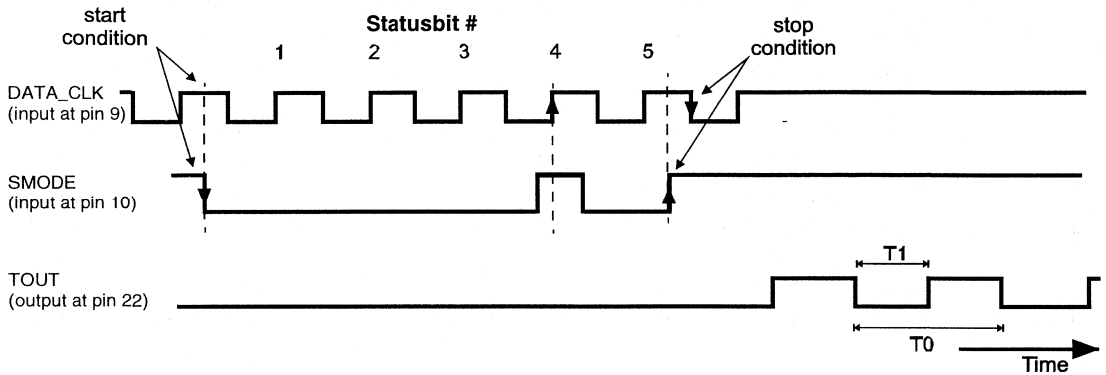 start
condition
Statusbit #
stop
condition
1 2 3 4 5
DATA_CLK
(input at pin 9)
SMODE
(input at pin 10)
TOUT
(output at pin 22)
T1
T0
Time